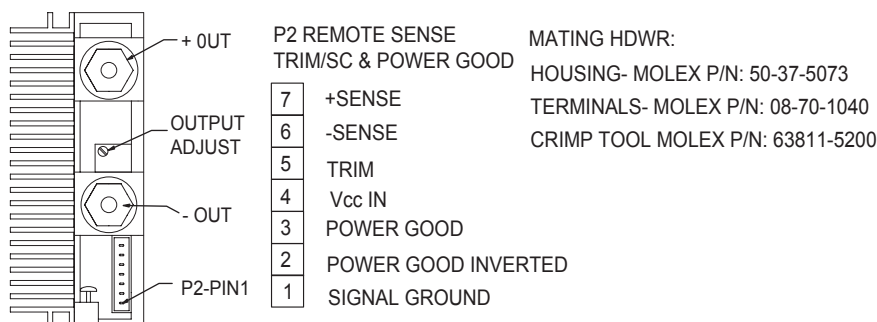 + 0UT
OUTPUT
ADJUST
- OUT
P2-PIN1
P2 REMOTE SENSE
TRIM/SC & POWER GOOD
7 +SENSE
6 -SENSE
5 TRIM
4 Vcc IN
3 POWER GOOD
2 POWER GOOD INVERTED
1 SIGNAL GROUND
MATING HDWR:
HOUSING- MOLEX P/N: 50-37-5073
TERMINALS- MOLEX P/N: 08-70-1040
CRIMP TOOL MOLEX P/N: 63811-5200